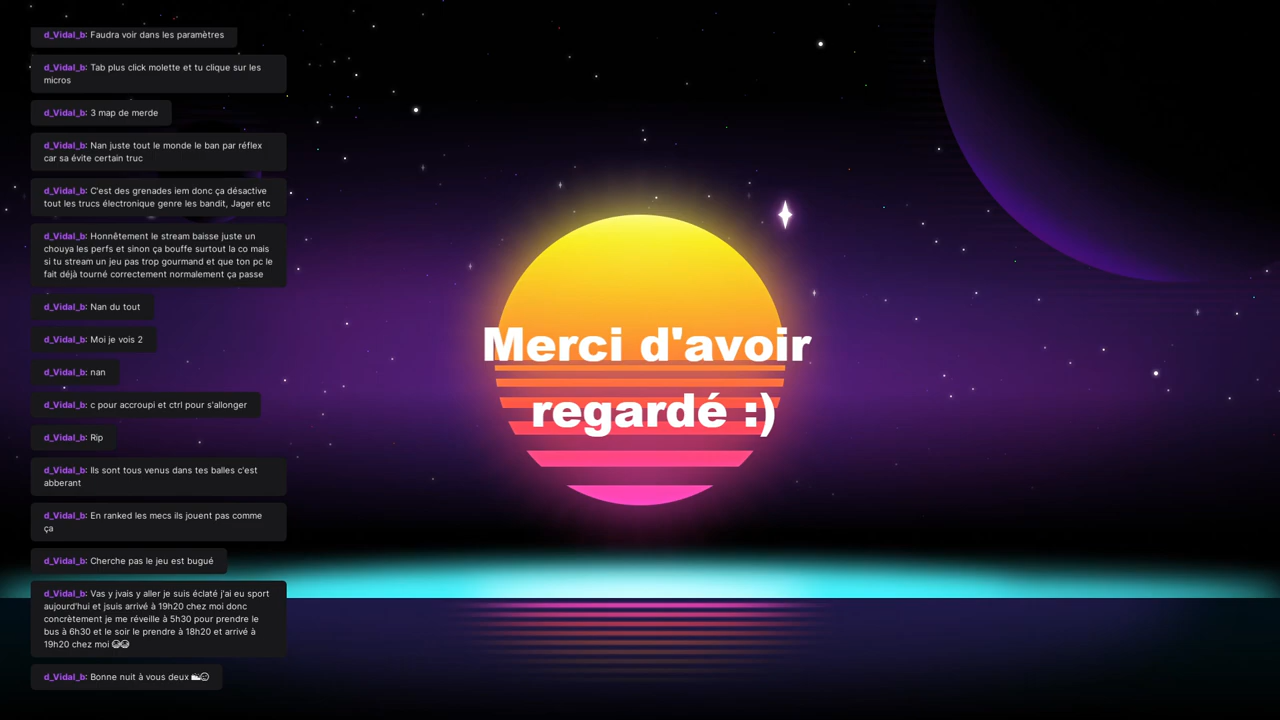 d_Vidal_b: Faudra voir dans les paramètres
d_Vidal_b: Tab plus click molette et tu clique sur les
micros
d_Vidal_b: 3 map de merde
d_Vidal_b: Nan juste tout le monde le ban par réflex
car sa évite certain truc
d_Vidal_b: C'est des grenades iem donc ça désactive
tout les trucs électronique genre les bandit, Jager etc
d_Vidal_b: Honnêtement le stream baisse juste un
chouya les perfs et sinon ça bouffe surtout la co mais
si tu stream un jeu pas trop gourmand et que ton pc le
fait déjà tourné correctement normalement ça passe
d_Vidal_b: Nan du tout
d_Vidal_b: Moi je vois 2
d_Vidal_b: nan
d_Vidal_b: c pour accroupi et ctrl pour s'allonger
d_Vidal_b: Rip
d_Vidal_b: Ils sont tous venus dans tes balles c'est
abberant
d_Vidal_b: En ranked les mecs ils jouent pas comme
ça
d_Vidal_b: Cherche pas le jeu est bugué
d_Vidal_b: Vas y jvais y aller je suis éclaté j'ai eu sport
aujourd'hui et jsuis arrivé à 19h20 chez moi donc
concrètement je me réveille à 5h30 pour prendre le
bus à 6h30 et le soir le prendre à 18h20 et arrivé à
19h20 chez moi
d_Vidal_b: Bonne nuit à vous deux
Merci d'avoir
regardé :)